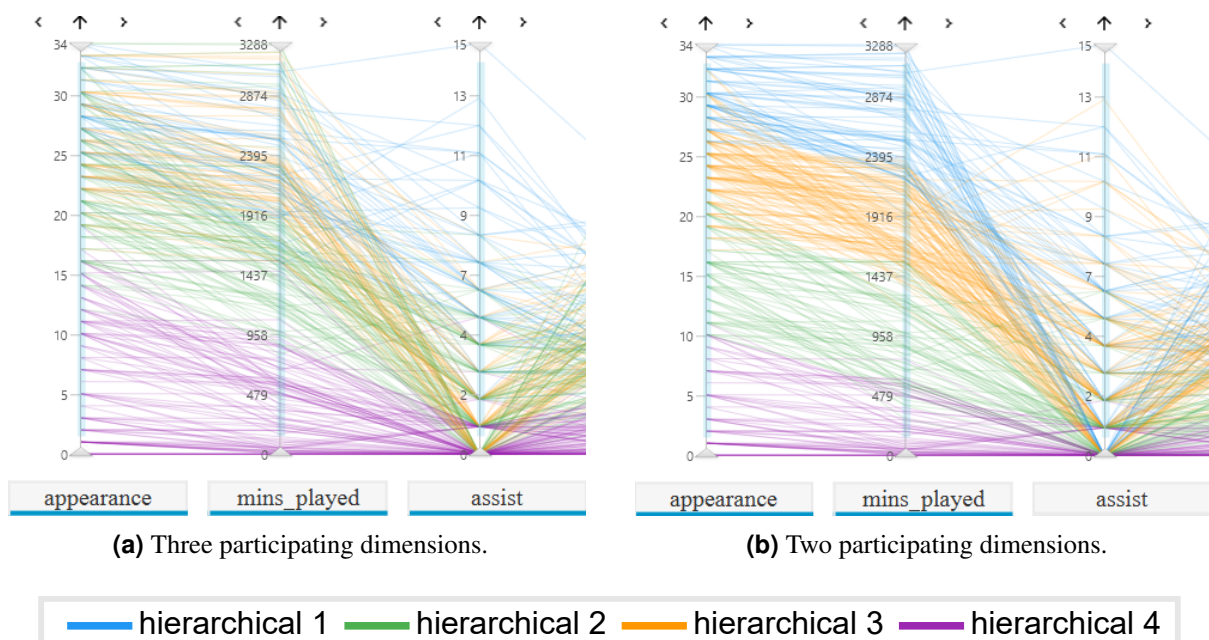 34 3288 15
30 2874 13
25 2395 11
20 1916 9
15 1437 7
10 958 4
5 479 2
0 0 0
appearance mins_played assist
(a) Three participating dimensions.
34 3288 15
30 2874 13
25 2395 11
20 1916 9
15 1437 7
10 958 4
5 479 2
0 0 0
appearance mins_played assist
(b) Two participating dimensions.
hierarchical 1 hierarchical 2 hierarchical 3 hierarchical 4